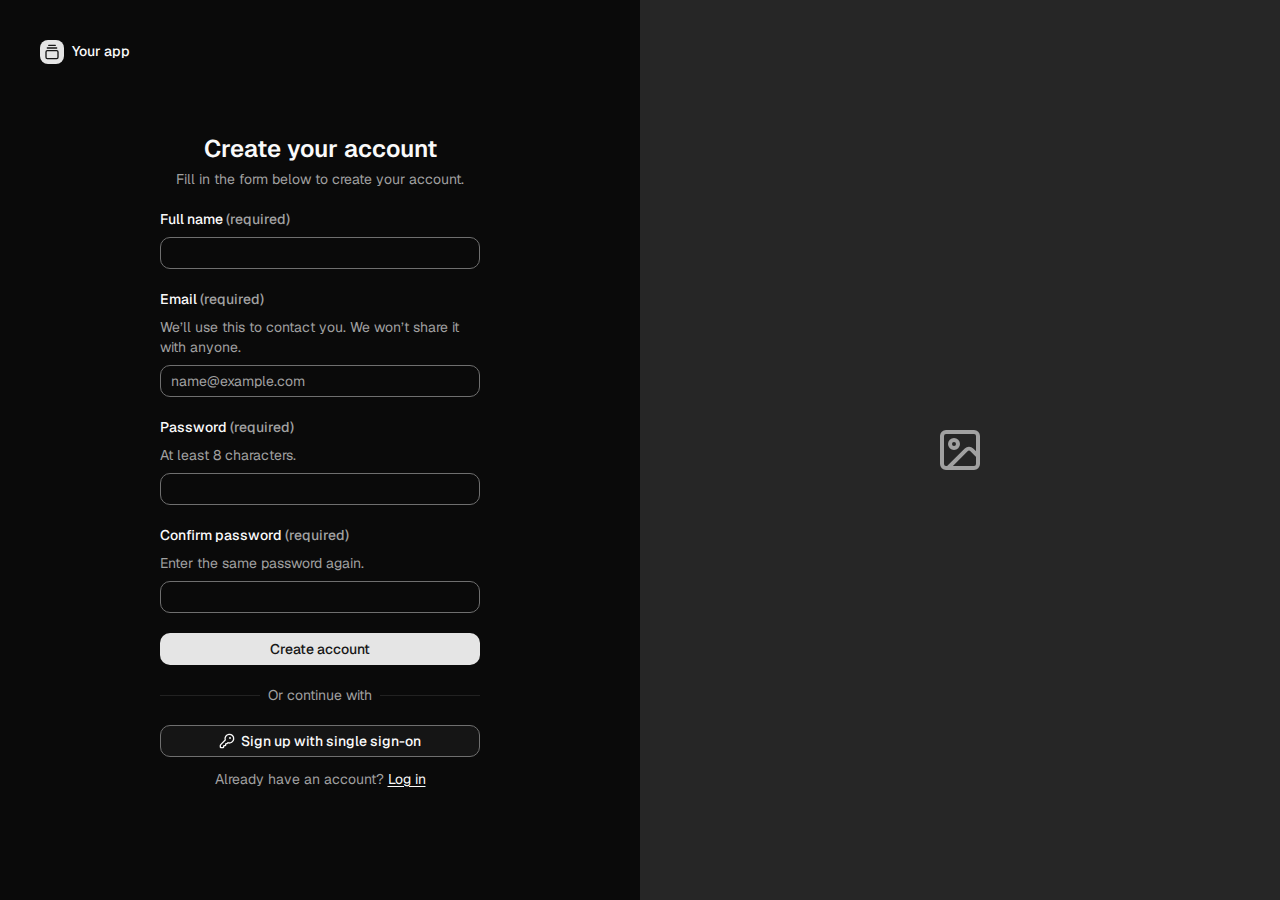 Your app
Create your account
Fill in the form below to create your account.
Full name (required)
Email (required)
We'll use this to contact you. We won't share it
with anyone.
name@example.com
Password (required)
At least 8 characters.
Confirm password (required)
Enter the same password again.
Create account
Or continue with
Sign up with single sign-on
Already have an account? Log in